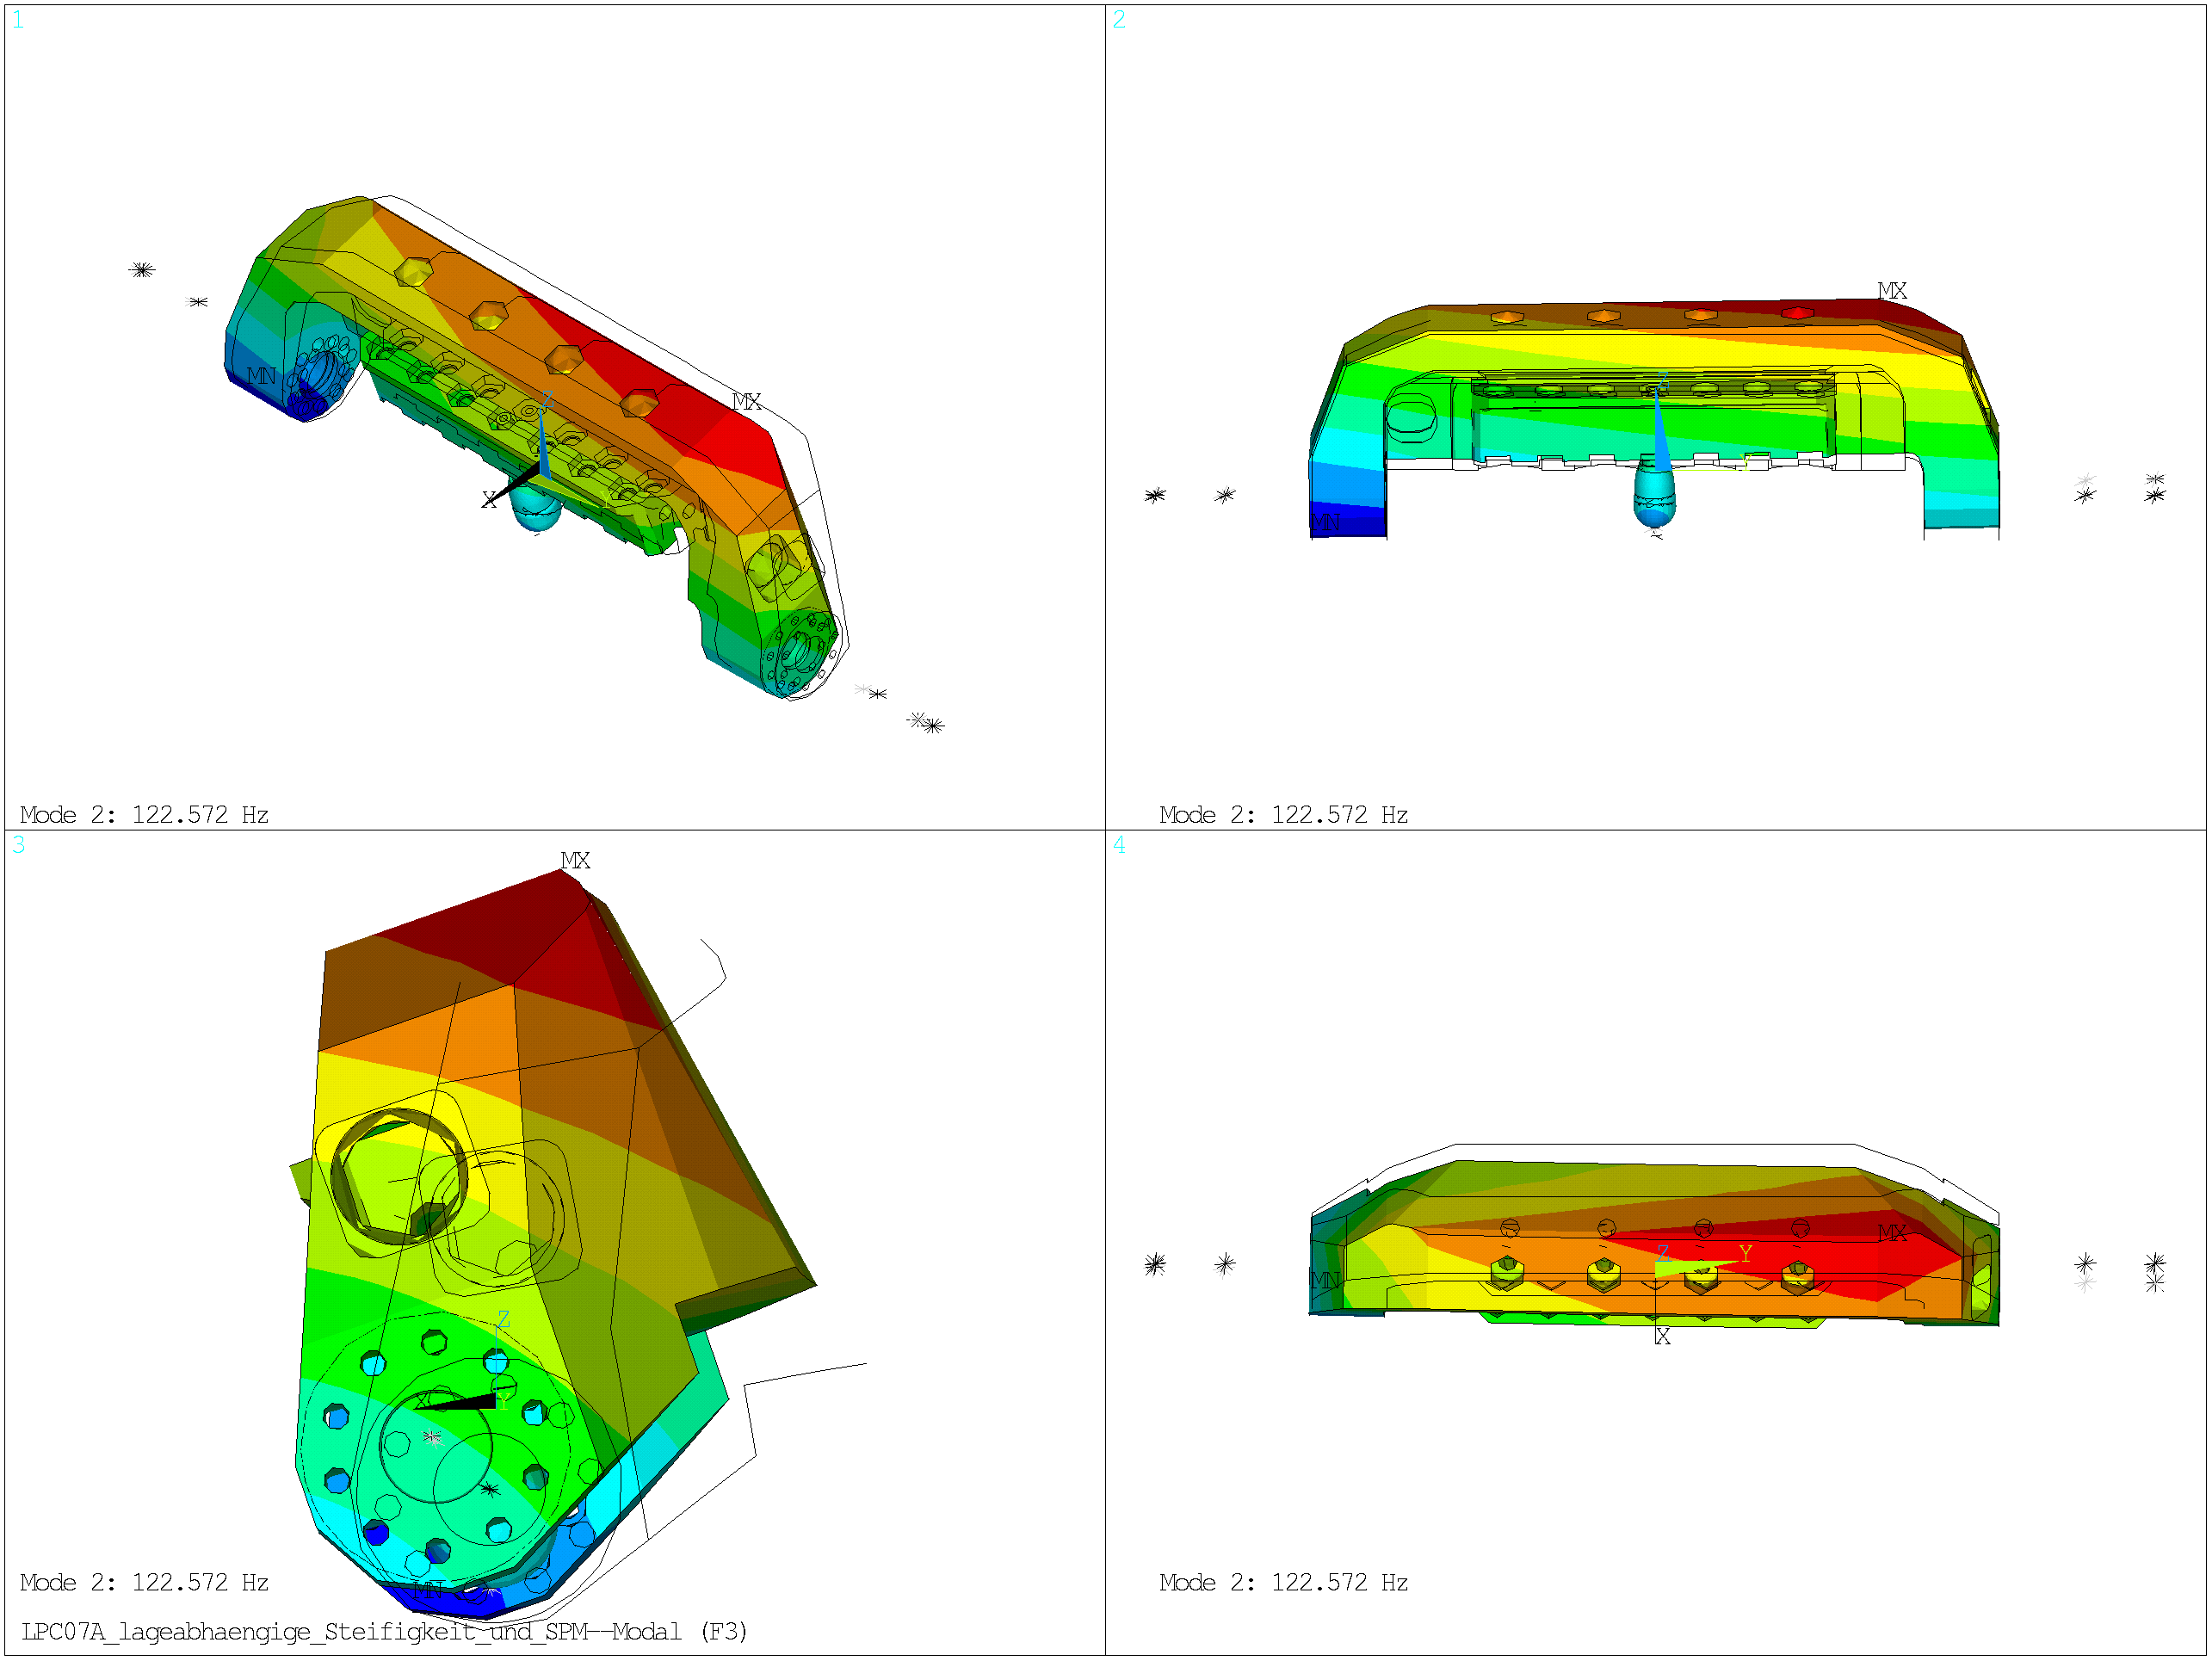 1
MN
MX
Z
X
Y
Mode 2: 122.572 Hz
2
MX
Z
Y
MN
Mode 2: 122.572 Hz
3
MX
Z
X
Y
MN
Mode 2: 122.572 Hz
LPC07A_lageabhaengige_Steifigkeit_und_SPM--Modal (F3)
4
MX
Z
Y
MN
X
Mode 2: 122.572 Hz